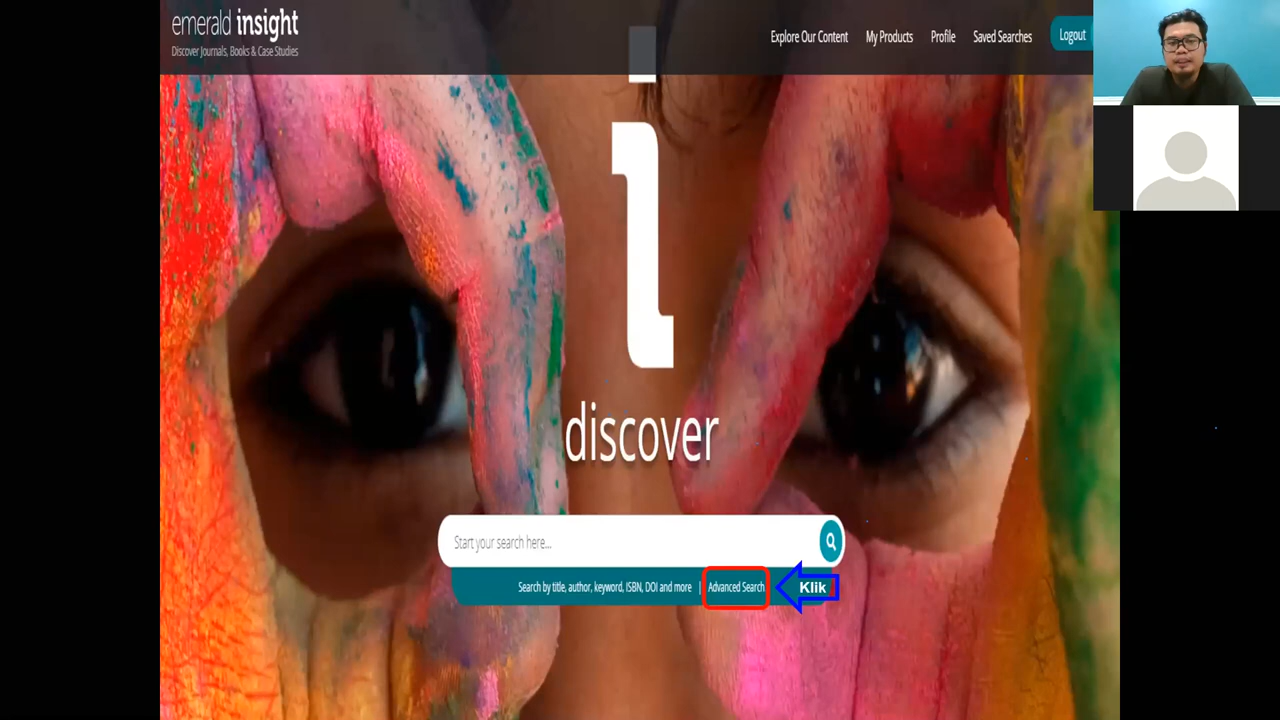 emerald insight
Discover Journals, Books & Case Studies
Explore Our Content My Products Profile Saved Searches Logout
discover
Start your search here...
Search by title, author, keyword, ISBN, DOI and more | Advanced Search
Klik